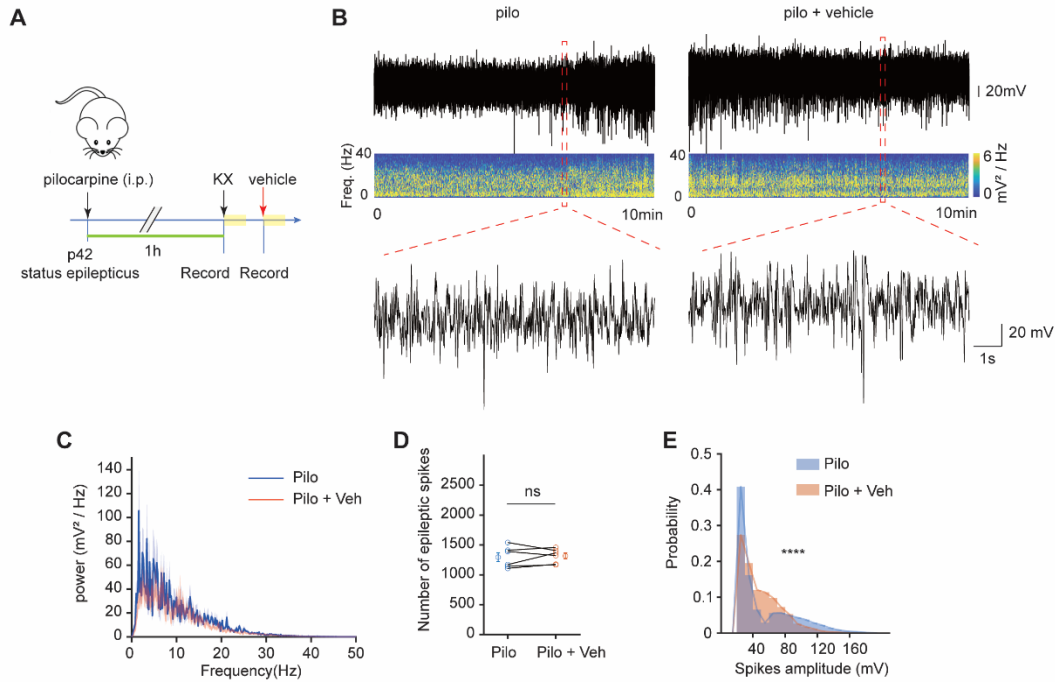 A
pilocarpine (i.p.)
KX
vehicle
p42
1h
status epilepticus
Record
Record
B
pilo
pilo + vehicle
20mV
Freq. (Hz)
40
0
0
10min
40
0
0
10min
6
0
mV² / Hz
20 mV
1s
C
power (mV² / Hz)
140
120
100
80
60
40
20
0
0
10
20
30
40
50
Frequency(Hz)
Pilo
Pilo + Veh
D
Number of epileptic spikes
2500
2000
1500
1000
500
0
ns
Pilo
Pilo + Veh
E
Probability
0.5
0.4
0.3
0.2
0.1
0
Pilo
Pilo + Veh
****
40
80
120
160
Spikes amplitude (mV)